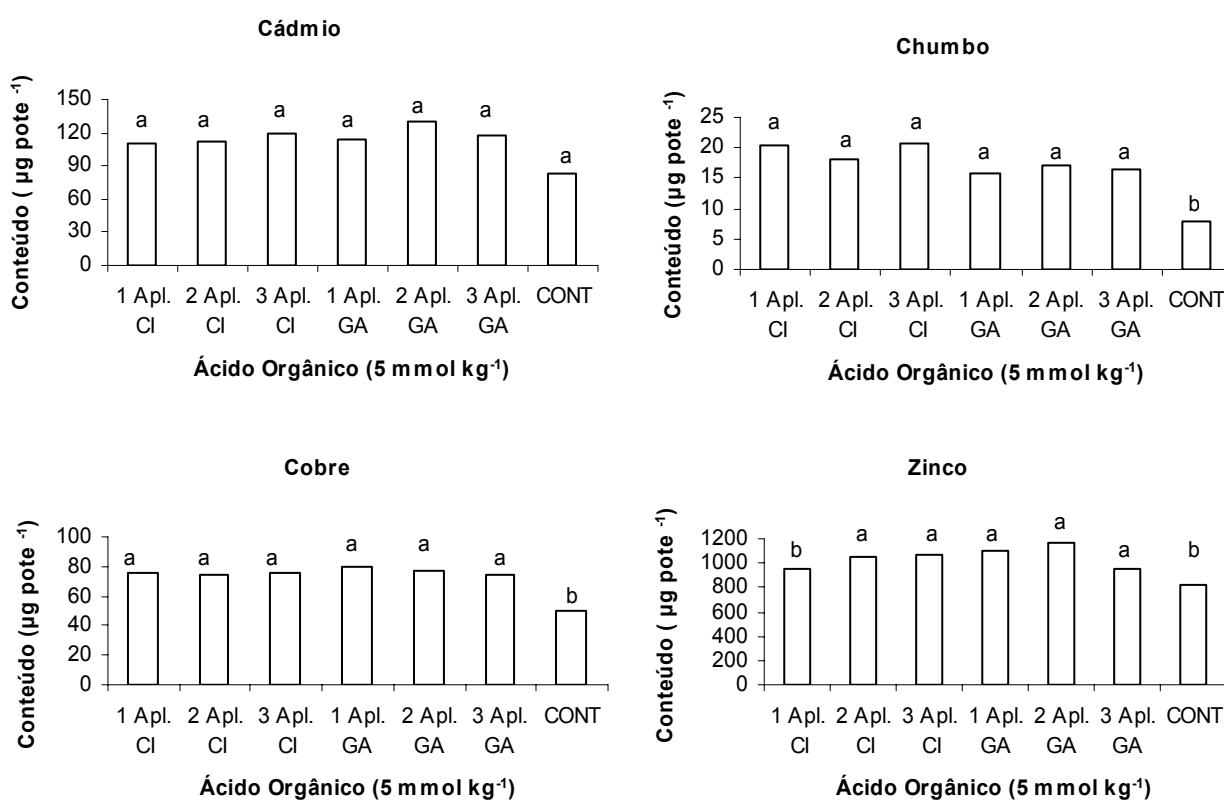 Cádmio
Conteúdo ( µg pote -1)
150
120
90
60
30
0
a a a a a a a
1 Apl. 2 Apl. 3 Apl. 1 Apl. 2 Apl. 3 Apl. CONT
CI CI CI GA GA GA
Ácido Orgânico (5 mmol kg-1)
Chumbo
Conteúdo (µg pote -1)
25
20
15
10
5
0
a a a a a a b
1 Apl. 2 Apl. 3 Apl. 1 Apl. 2 Apl. 3 Apl. CONT
CI CI CI GA GA GA
Ácido Orgânico (5 mmol kg-1)
Cobre
Conteúdo (µg pote -1)
100
80
60
40
20
0
a a a a a a b
1 Apl. 2 Apl. 3 Apl. 1 Apl. 2 Apl. 3 Apl. CONT
CI CI CI GA GA GA
Ácido Orgânico (5 mmol kg-1)
Zinco
Conteúdo ( µg pote -1)
1200
1000
800
600
400
200
0
b a a a a a b
1 Apl. 2 Apl. 3 Apl. 1 Apl. 2 Apl. 3 Apl. CONT
CI CI CI GA GA GA
Ácido Orgânico (5 mmol kg-1)